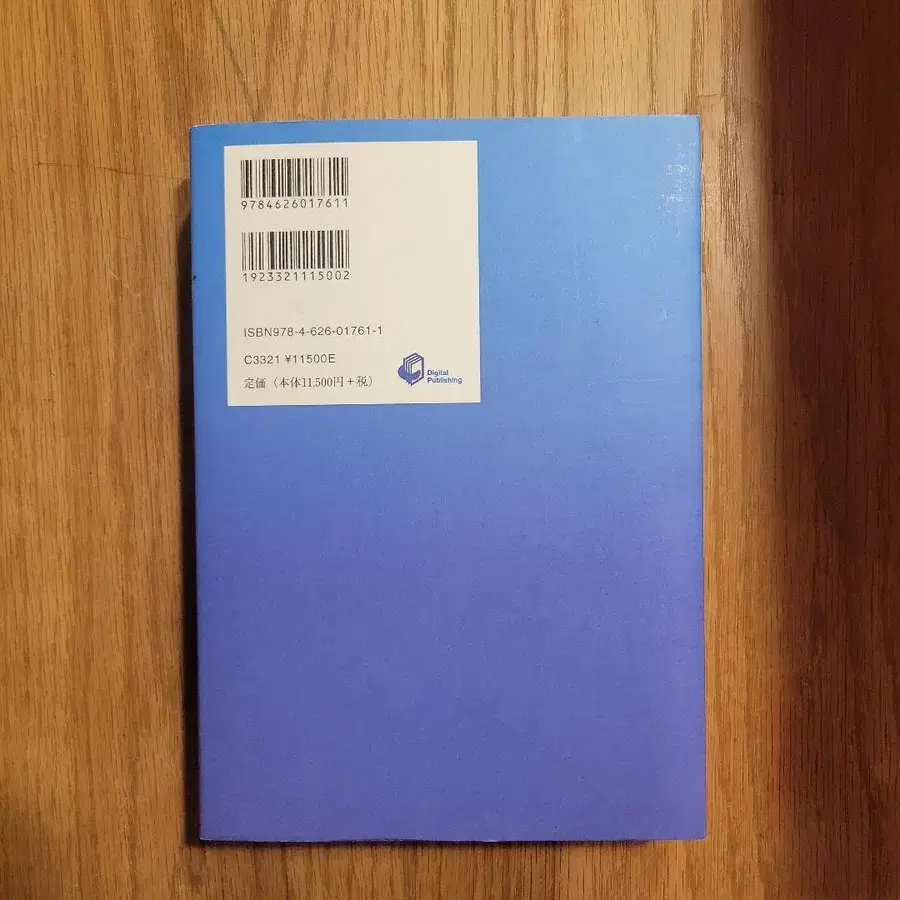 9784626017611
1923321115002
ISBN978-4-626-01761-1
C3321 ¥11500E
定価（本体11,500円+税）
Digital
Publishing